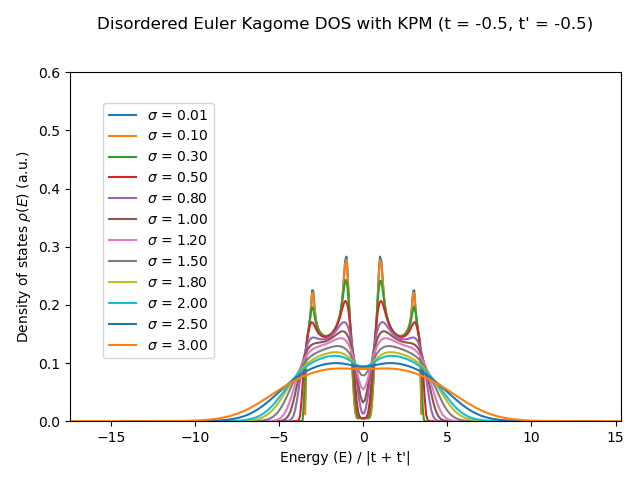 Disordered Euler Kagome DOS with KPM (t = -0.5, t' = -0.5)
0.6
0.5
0.4
0.3
0.2
0.1
0.0
Density of states ρ(E) (a.u.)
σ = 0.01
σ = 0.10
σ = 0.30
σ = 0.50
σ = 0.80
σ = 1.00
σ = 1.20
σ = 1.50
σ = 1.80
σ = 2.00
σ = 2.50
σ = 3.00
−15 −10 −5 0 5 10 15
Energy (E) / |t + t'|